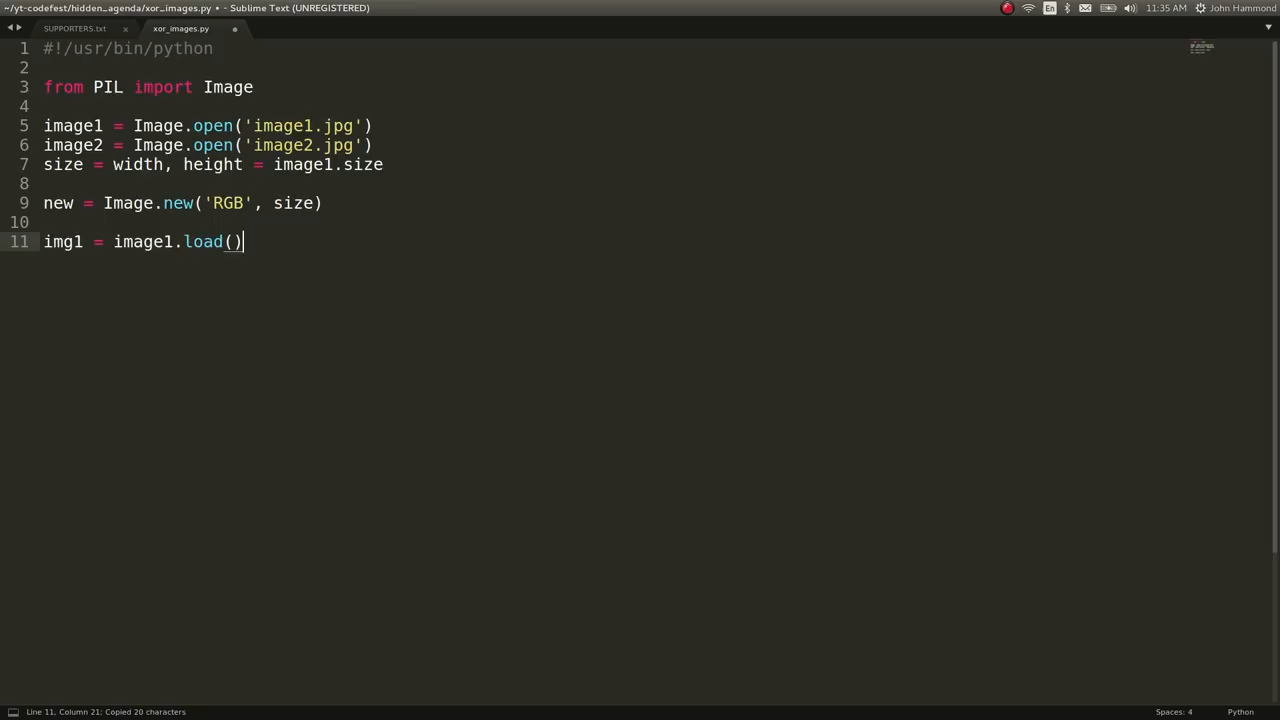 ~/yt-codefest/hidden_agenda/xor_images.py • - Sublime Text (UNREGISTERED)
En
11:35 AM
John Hammond
SUPPORTERS.txt
xor_images.py
1 #!/usr/bin/python
2
3 from PIL import Image
4
5 image1 = Image.open('image1.jpg')
6 image2 = Image.open('image2.jpg')
7 size = width, height = image1.size
8
9 new = Image.new('RGB', size)
10
11 img1 = image1.load()
Line 11, Column 21; Copied 20 characters
Spaces: 4
Python